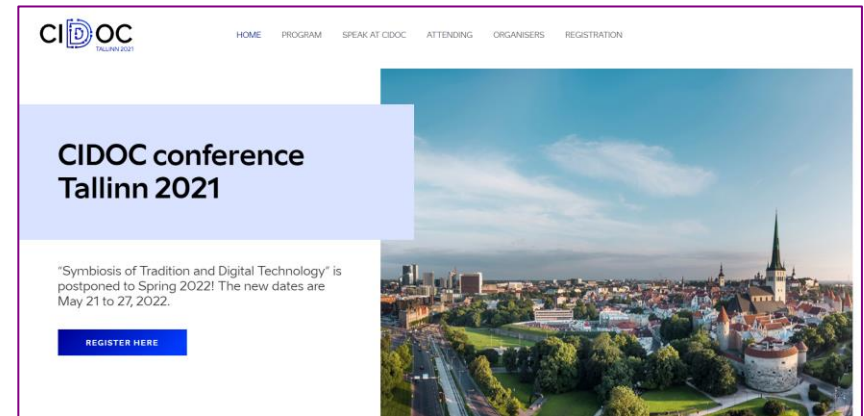 CIDOC
TALLINN 2021
HOME PROGRAM SPEAK AT CIDOC ATTENDING ORGANISERS REGISTRATION
CIDOC conference
Tallinn 2021
"Symbiosis of Tradition and Digital Technology" is
postponed to Spring 2022! The new dates are
May 21 to 27, 2022.
REGISTER HERE